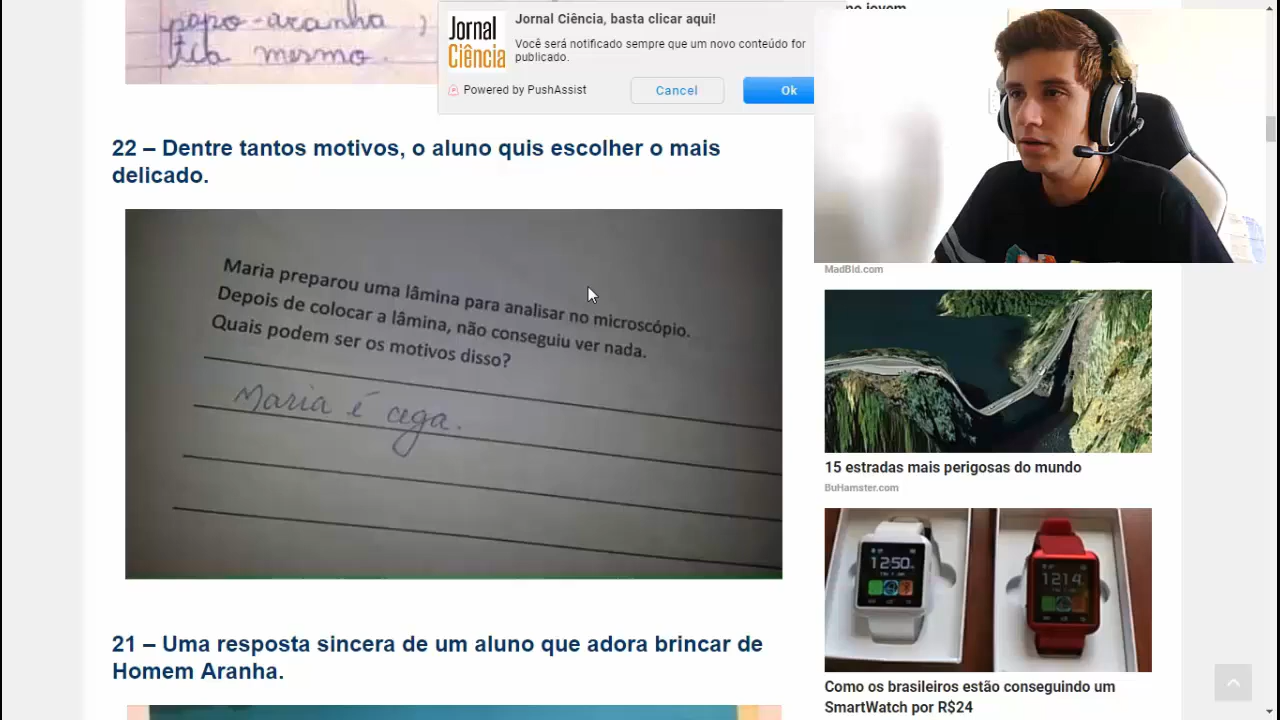 papo-aranha ,
tica mesmo.
Jornal
Ciência
Jornal Ciência, basta clicar aqui!
Você será notificado sempre que um novo conteúdo for
publicado.
Powered by PushAssist
Cancel
Ok
22 – Dentre tantos motivos, o aluno quis escolher o mais
delicado.
Maria preparou uma lâmina para analisar no microscópio.
Depois de colocar a lâmina, não conseguiu ver nada.
Quais podem ser os motivos disso?
Maria é cega.
21 – Uma resposta sincera de um aluno que adora brincar de
Homem Aranha.
no jovem
MadBid.com
15 estradas mais perigosas do mundo
BuHamster.com
12:50
12:14
Como os brasileiros estão conseguindo um
SmartWatch por R$24